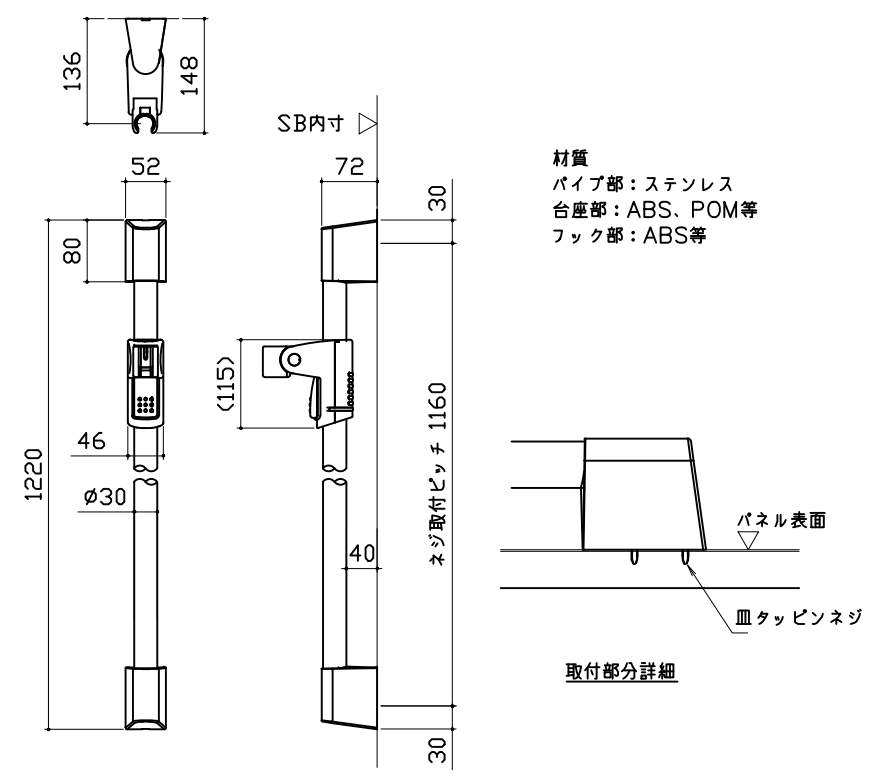 136
148
SB内寸
52
72
30
材質
パイプ部：ステンレス
台座部：ABS、POM等
フック部：ABS等
80
(115)
1220
46
ネジ取付ピッチ 1160
φ30
40
パネル表面
皿タッピンネジ
取付部分詳細
30